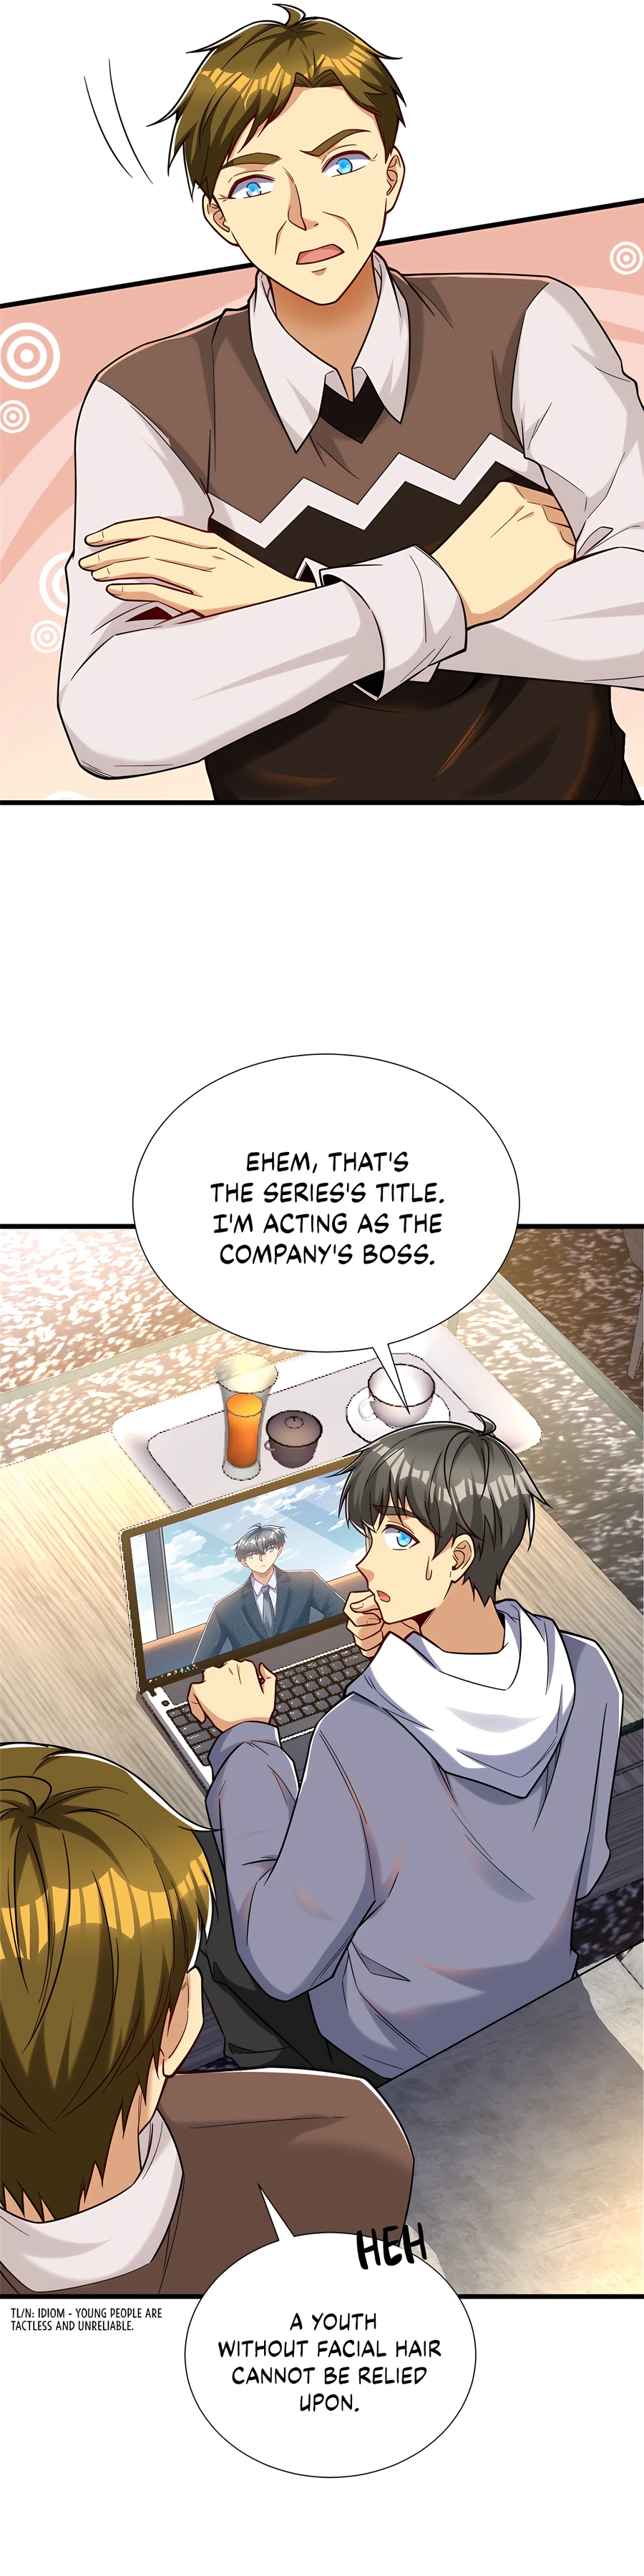 EHEM, THAT'S
THE SERIES'S TITLE.
I'M ACTING AS THE
COMPANY'S BOSS.
HEH
TL/N: IDIOM - YOUNG PEOPLE ARE
TACTLESS AND UNRELIABLE.
A YOUTH
WITHOUT FACIAL HAIR
CANNOT BE RELIED
UPON.